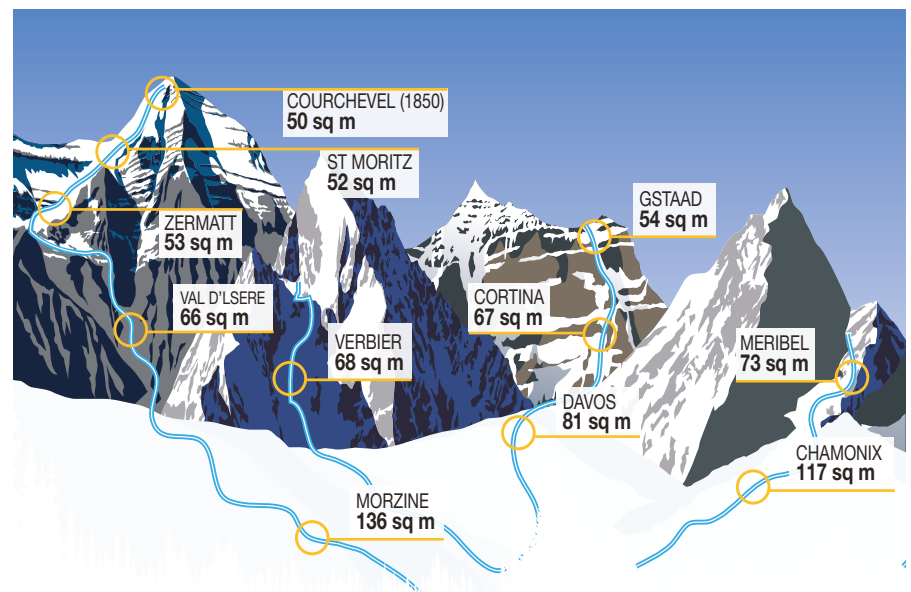 COURCHEVEL (1850)
50 sq m
ST MORITZ
52 sq m
ZERMATT
53 sq m
GSTAAD
54 sq m
VAL D'LSERE
66 sq m
CORTINA
67 sq m
VERBIER
68 sq m
MERIBEL
73 sq m
DAVOS
81 sq m
CHAMONIX
117 sq m
MORZINE
136 sq m